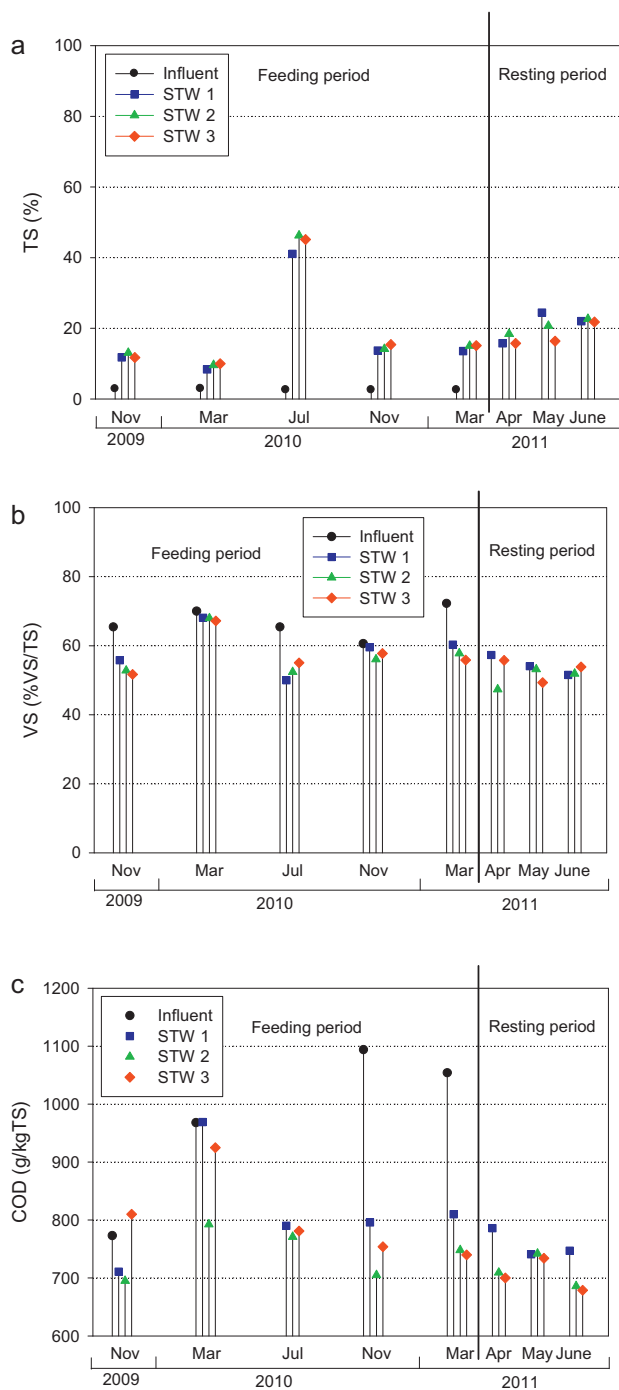 a
100
Influent
STW 1
STW 2
STW 3
Feeding period
Resting period
80
60
40
20
0
TS (%)
Nov
Mar
Jul
Nov
Mar
Apr
May
June
2009
2010
2011
b
100
Influent
STW 1
STW 2
STW 3
Feeding period
Resting period
80
60
40
20
0
VS (%VS/TS)
Nov
Mar
Jul
Nov
Mar
Apr
May
June
2009
2010
2011
c
1200
Influent
STW 1
STW 2
STW 3
Feeding period
Resting period
1100
1000
900
800
700
600
COD (g/kgTS)
Nov
Mar
Jul
Nov
Mar
Apr
May
June
2009
2010
2011